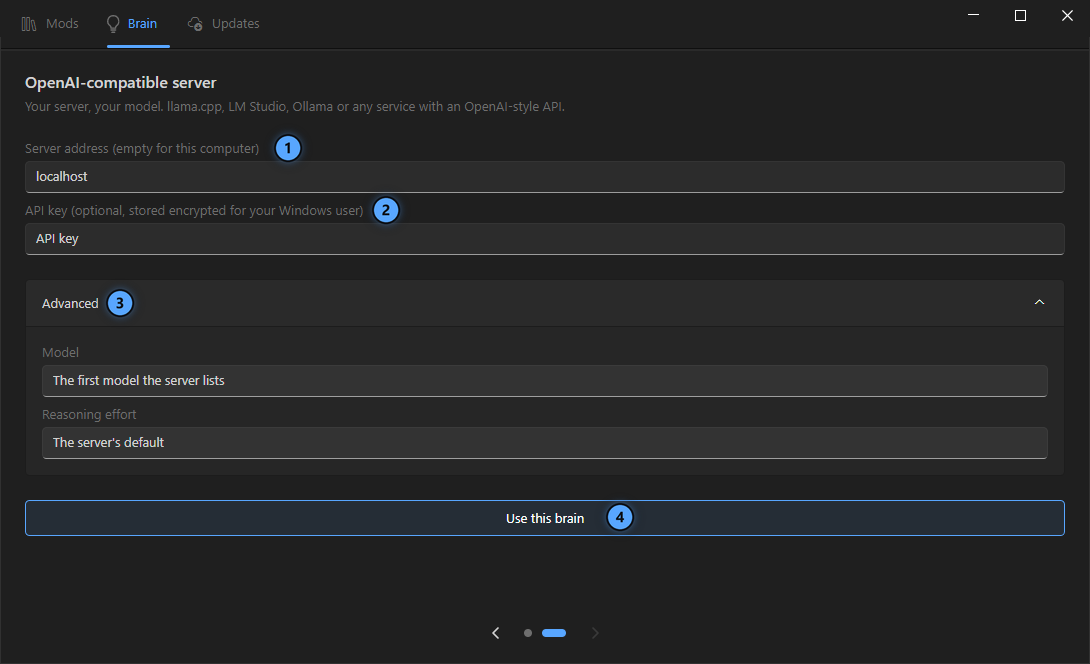 Mods Brain Updates
OpenAI-compatible server
Your server, your model. llama.cpp, LM Studio, Ollama or any service with an OpenAI-style API.
Server address (empty for this computer) 1
localhost
API key (optional, stored encrypted for your Windows user) 2
API key
Advanced 3
Model
The first model the server lists
Reasoning effort
The server's default
Use this brain 4